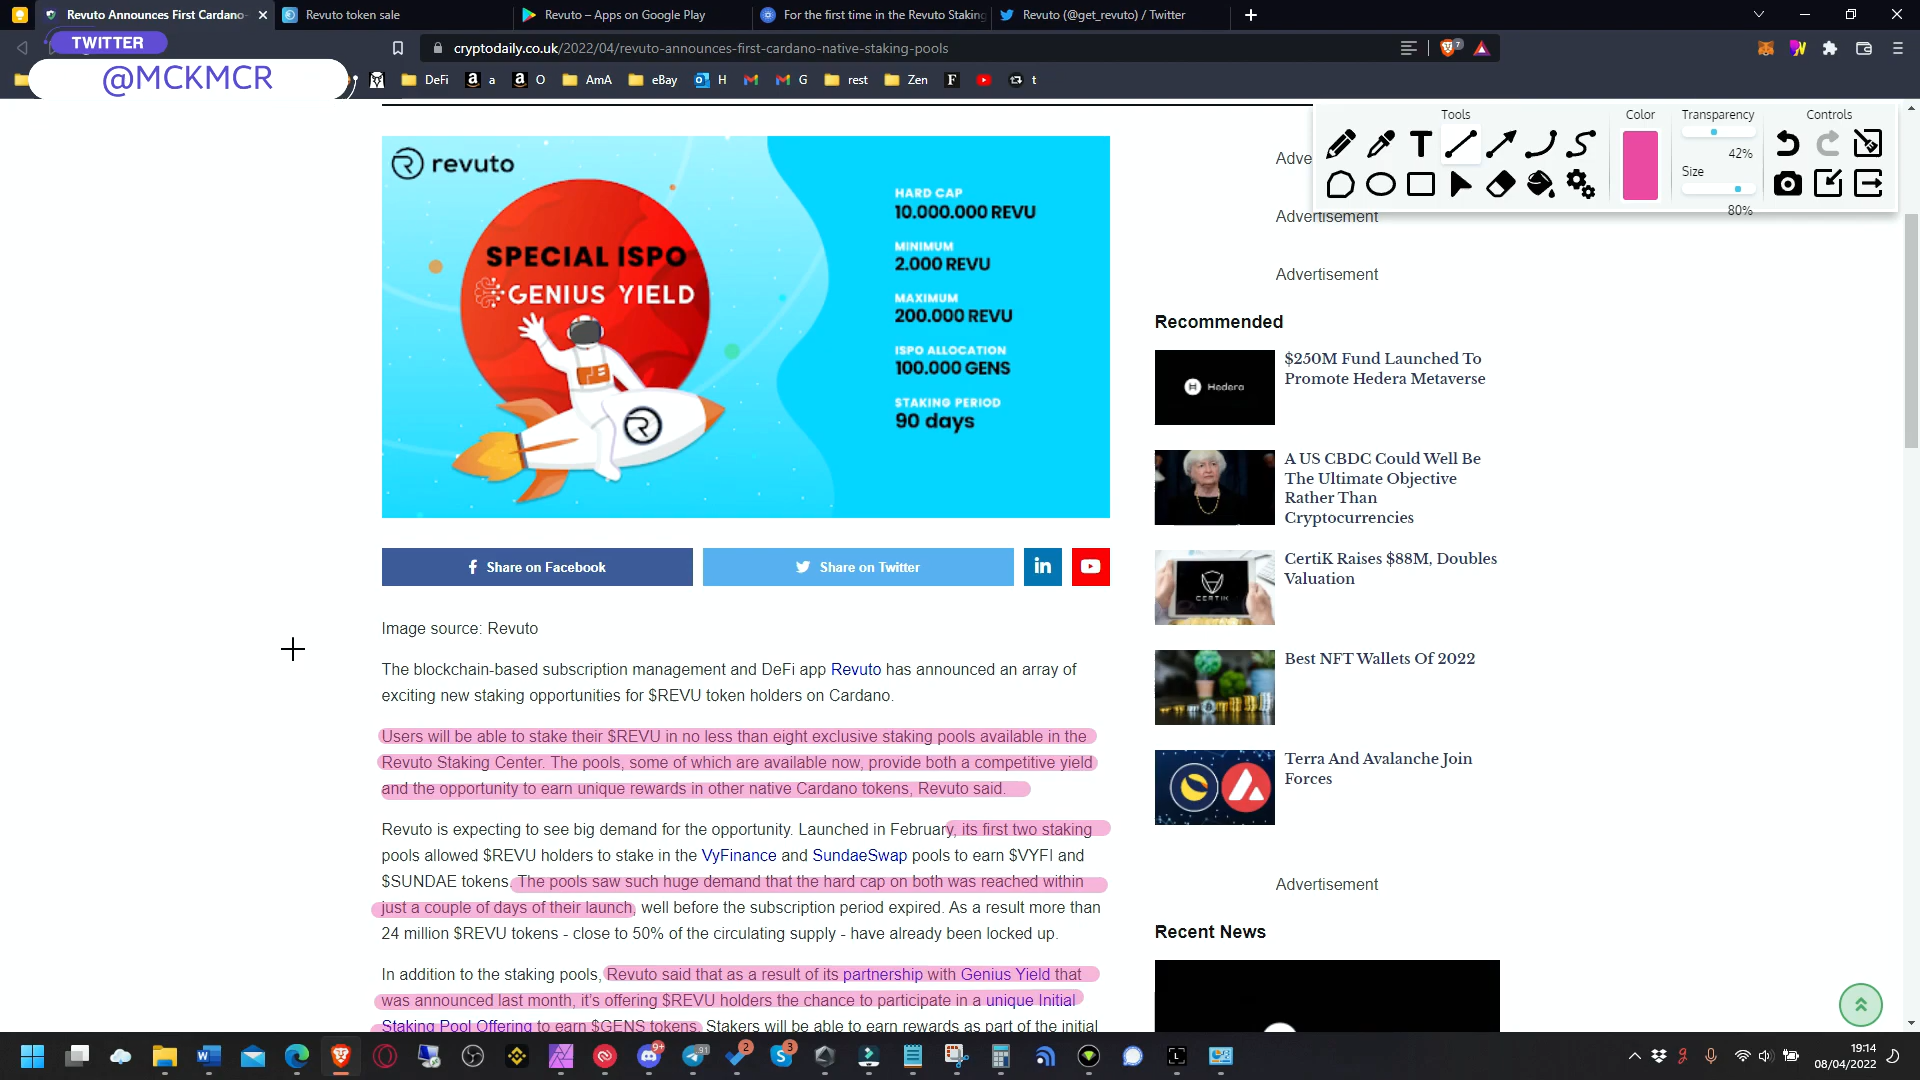 Revuto Announces First Cardano
Revuto token sale
Revuto – Apps on Google Play
For the first time in the Revuto Staking
Revuto (@get_revuto) / Twitter
TWITTER
@MCKMCR
cryptodaily.co.uk/2022/04/revuto-announces-first-cardano-native-staking-pools
7
DeFi
a
O
AmA
eBay
H
G
rest
Zen
F
t
Tools
Color
Transparency
Controls
42%
Size
80%
revuto
SPECIAL ISPO
GENIUS YIELD
HARD CAP
10.000.000 REVU
MINIMUM
2.000 REVU
MAXIMUM
200.000 REVU
ISPO ALLOCATION
100.000 GENS
STAKING PERIOD
90 days
Share on Facebook
Share on Twitter
in
Image source: Revuto
The blockchain-based subscription management and DeFi app Revuto has announced an array of
exciting new staking opportunities for $REVU token holders on Cardano.
Users will be able to stake their $REVU in no less than eight exclusive staking pools available in the
Revuto Staking Center. The pools, some of which are available now, provide both a competitive yield
and the opportunity to earn unique rewards in other native Cardano tokens, Revuto said.
Revuto is expecting to see big demand for the opportunity. Launched in February, its first two staking
pools allowed $REVU holders to stake in the VyFinance and SundaeSwap pools to earn $VYFI and
$SUNDAE tokens. The pools saw such huge demand that the hard cap on both was reached within
just a couple of days of their launch, well before the subscription period expired. As a result more than
24 million $REVU tokens - close to 50% of the circulating supply - have already been locked up.
In addition to the staking pools, Revuto said that as a result of its partnership with Genius Yield that
was announced last month, it's offering $REVU holders the chance to participate in a unique Initial
Staking Pool Offering to earn $GENS tokens. Stakers will be able to earn rewards as part of the initial
Adve
Advertisement
Advertisement
Recommended
Hedera
$250M Fund Launched To
Promote Hedera Metaverse
A US CBDC Could Well Be
The Ultimate Objective
Rather Than
Cryptocurrencies
CERTIK
CertiK Raises $88M, Doubles
Valuation
Best NFT Wallets Of 2022
Terra And Avalanche Join
Forces
Advertisement
Recent News
9+
91
2
3
19:14
08/04/2022